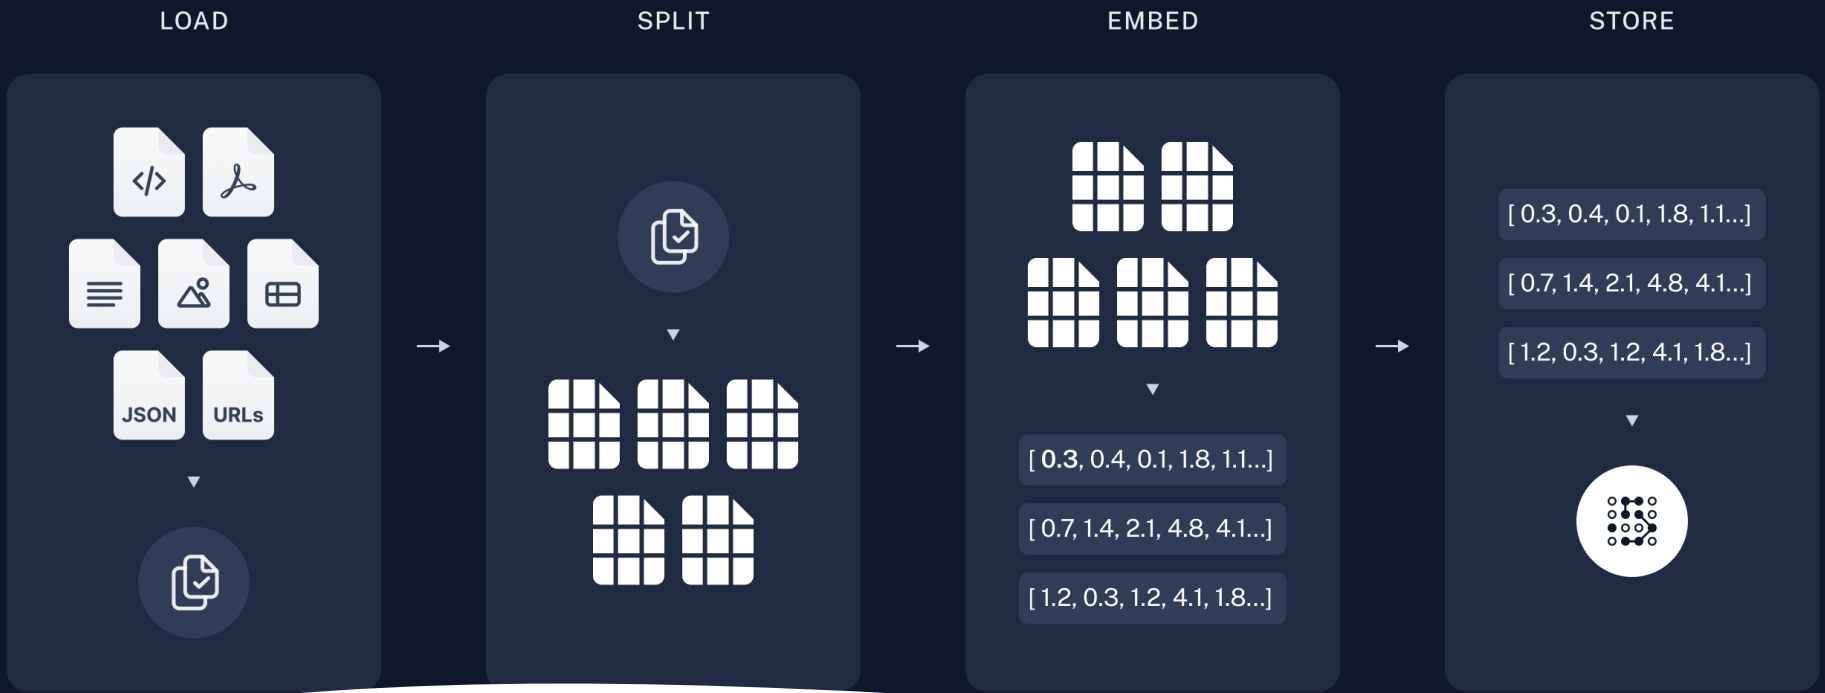 LOAD
SPLIT
EMBED
STORE
JSON
URLs
[ 0.3, 0.4, 0.1, 1.8, 1.1...]
[ 0.7, 1.4, 2.1, 4.8, 4.1...]
[ 1.2, 0.3, 1.2, 4.1, 1.8...]
[ 0.3, 0.4, 0.1, 1.8, 1.1...]
[ 0.7, 1.4, 2.1, 4.8, 4.1...]
[ 1.2, 0.3, 1.2, 4.1, 1.8...]